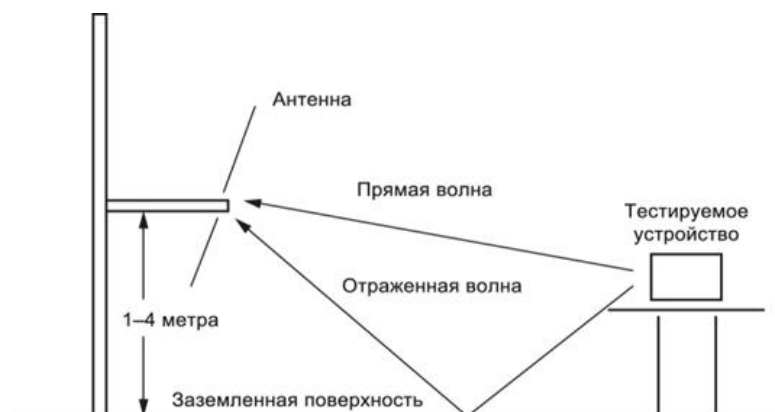 Антенна
Прямая волна
Тестируемое
устройство
Отраженная волна
1–4 метра
Заземленная поверхность